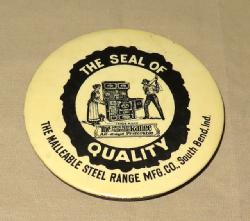 THE SEAL OF
QUALITY
THE MALLEABLE STEEL RANGE MFG. CO., South Bend, Ind.